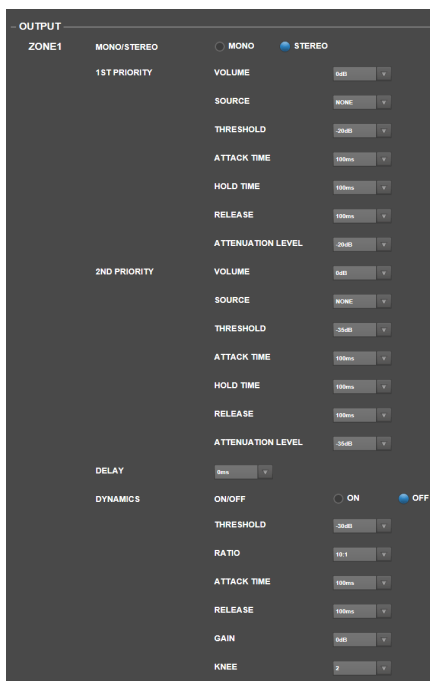 OUTPUT
ZONE1 MONO/STEREO MONO STEREO
1ST PRIORITY VOLUME 0dB
SOURCE NONE
THRESHOLD -20dB
ATTACK TIME 100ms
HOLD TIME 100ms
RELEASE 100ms
ATTENUATION LEVEL -20dB
2ND PRIORITY VOLUME 0dB
SOURCE NONE
THRESHOLD -35dB
ATTACK TIME 100ms
HOLD TIME 100ms
RELEASE 100ms
ATTENUATION LEVEL -35dB
DELAY 0ms
DYNAMICS ON/OFF ON OFF
THRESHOLD -30dB
RATIO 10:1
ATTACK TIME 100ms
RELEASE 100ms
GAIN 0dB
KNEE 2